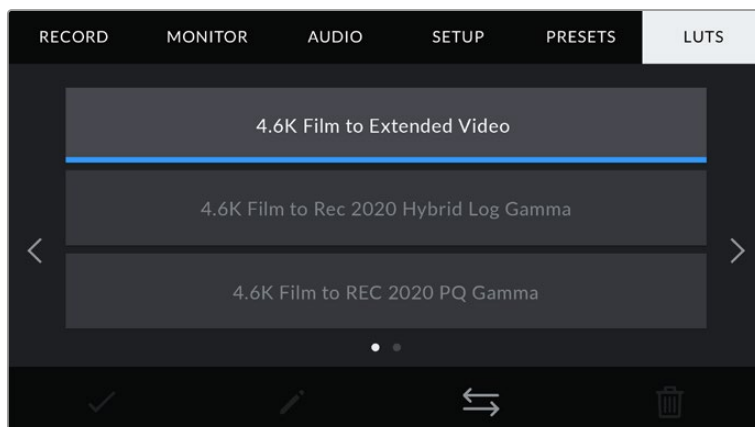 RECORD MONITOR AUDIO SETUP PRESETS LUTS
4.6K Film to Extended Video
4.6K Film to Rec 2020 Hybrid Log Gamma
4.6K Film to REC 2020 PQ Gamma